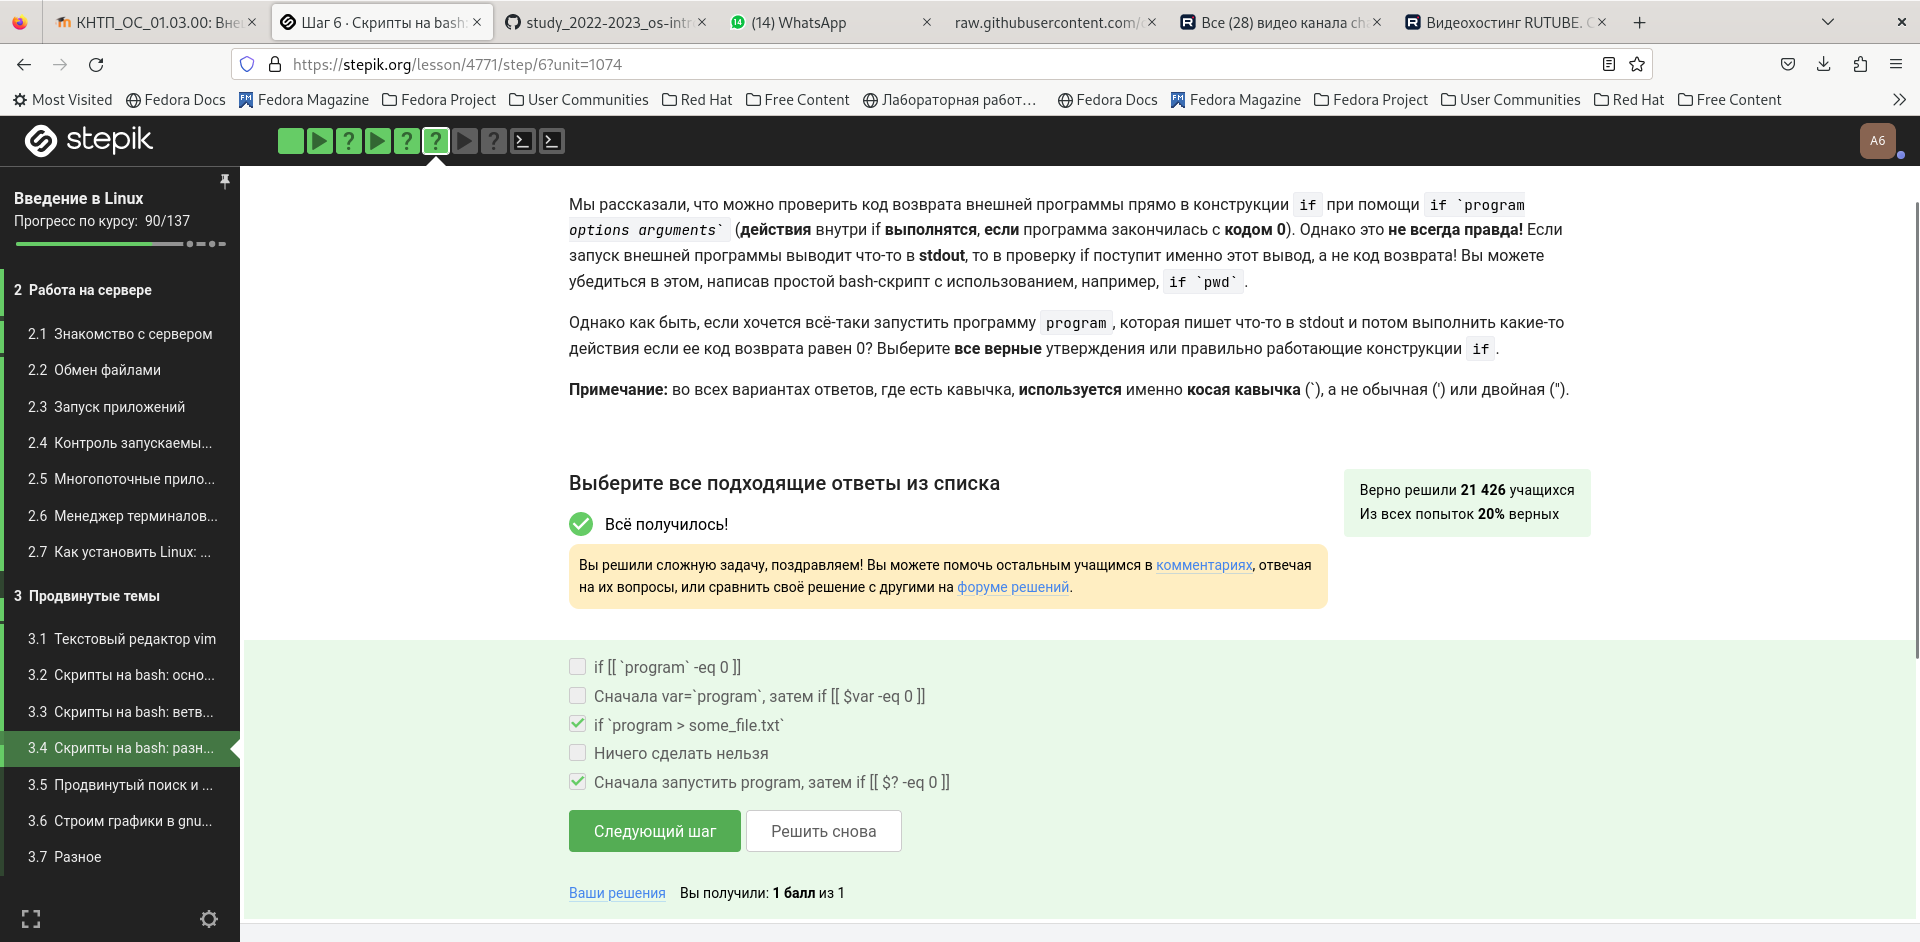 КНТП_ОС_01.03.00: Вне
Шаг 6 · Скрипты на bash:
study_2022-2023_os-intr
14
(14) WhatsApp
raw.githubusercontent.com/
Все (28) видео канала
Видеохостинг RUTUBE.
https://stepik.org/lesson/4771/step/6?unit=1074
Most Visited
Fedora Docs
Fedora Magazine
Fedora Project
User Communities
Red Hat
Free Content
Лабораторная работ…
Fedora Docs
Fedora Magazine
Fedora Project
User Communities
Red Hat
Free Content
stepik
A6
Введение в Linux
Прогресс по курсу: 90/137
2 Работа на сервере
2.1 Знакомство с сервером
2.2 Обмен файлами
2.3 Запуск приложений
2.4 Контроль запускаемы...
2.5 Многопоточные прило...
2.6 Менеджер терминалов...
2.7 Как установить Linux: ...
3 Продвинутые темы
3.1 Текстовый редактор vim
3.2 Скрипты на bash: осно...
3.3 Скрипты на bash: ветв...
3.4 Скрипты на bash: разн...
3.5 Продвинутый поиск и ...
3.6 Строим графики в gnu...
3.7 Разное
Мы рассказали, что можно проверить код возврата внешней программы прямо в конструкции if при помощи if `program
options arguments` (действия внутри if выполнятся, если программа закончилась с кодом 0). Однако это не всегда правда! Если
запуск внешней программы выводит что-то в stdout, то в проверку if поступит именно этот вывод, а не код возврата! Вы можете
убедиться в этом, написав простой bash-скрипт с использованием, например, if `pwd`.
Однако как быть, если хочется всё-таки запустить программу program, которая пишет что-то в stdout и потом выполнить какие-то
действия если ее код возврата равен 0? Выберите все верные утверждения или правильно работающие конструкции if.
Примечание: во всех вариантах ответов, где есть кавычка, используется именно косая кавычка (`), а не обычная (') или двойная (").
Выберите все подходящие ответы из списка
Верно решили 21 426 учащихся
Из всех попыток 20% верных
Всё получилось!
Вы решили сложную задачу, поздравляем! Вы можете помочь остальным учащимся в комментариях, отвечая
на их вопросы, или сравнить своё решение с другими на форуме решений.
if [[ `program` -eq 0 ]]
Сначала var=`program`, затем if [[ $var -eq 0 ]]
if `program > some_file.txt`
Ничего сделать нельзя
Сначала запустить program, затем if [[ $? -eq 0 ]]
Следующий шаг
Решить снова
Ваши решения Вы получили: 1 балл из 1